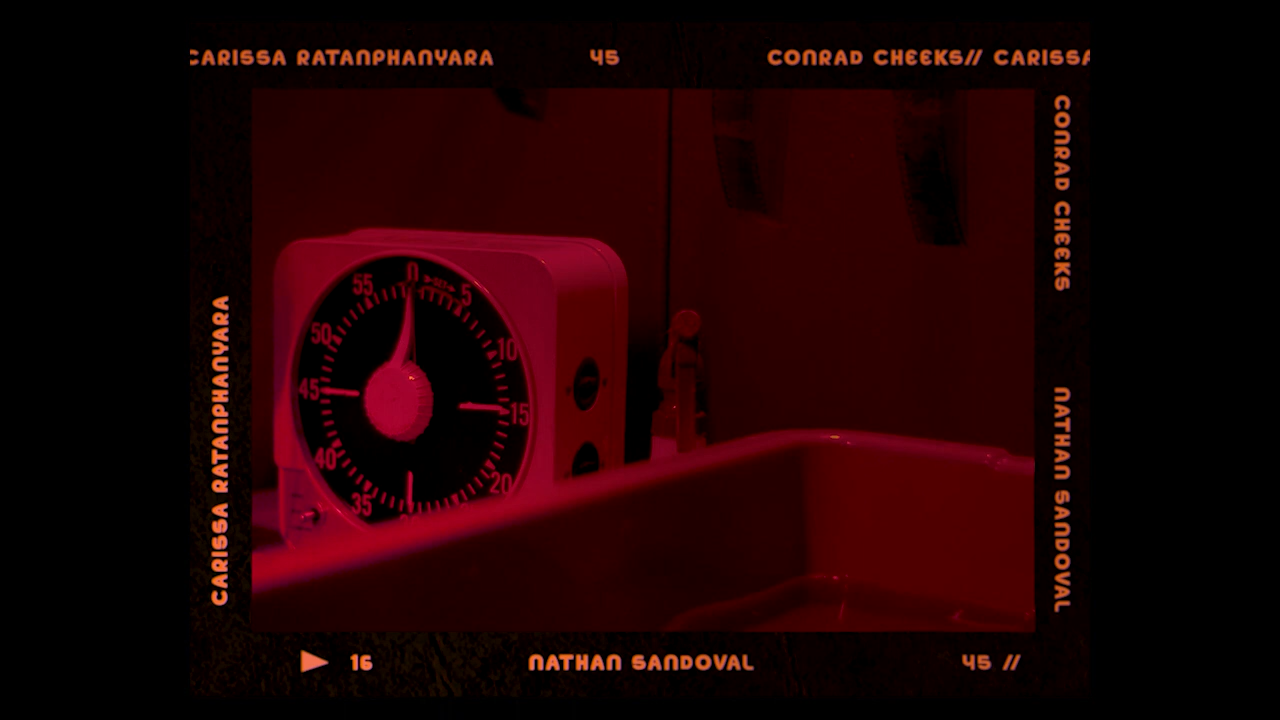 CARISSA RATANPHANYARA 45 CONRAD CHEEKS// CARISSA
CONRAD CHEEKS
NATHAN SANDOVAL
CARISSA RATANPHANYARA
0
5
10
15
20
35
40
45
50
55
16 NATHAN SANDOVAL 45 //